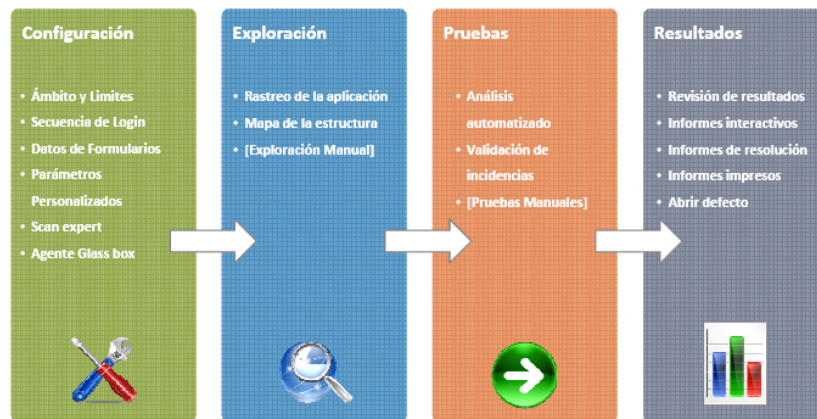 Configuración
• Ámbito y Limites
• Secuencia de Login
• Datos de Formularios
• Parámetros
Personalizados
• Scan expert
• Agente Glass box
Exploración
• Rastreo de la aplicación
• Mapa de la estructura
• [Exploración Manual]
Pruebas
• Análisis
automatizado
• Validación de
incidencias
• [Pruebas Manuales]
Resultados
• Revisión de resultados
• Informes interactivos
• Informes de resolución
• Informes impresos
• Abrir defecto